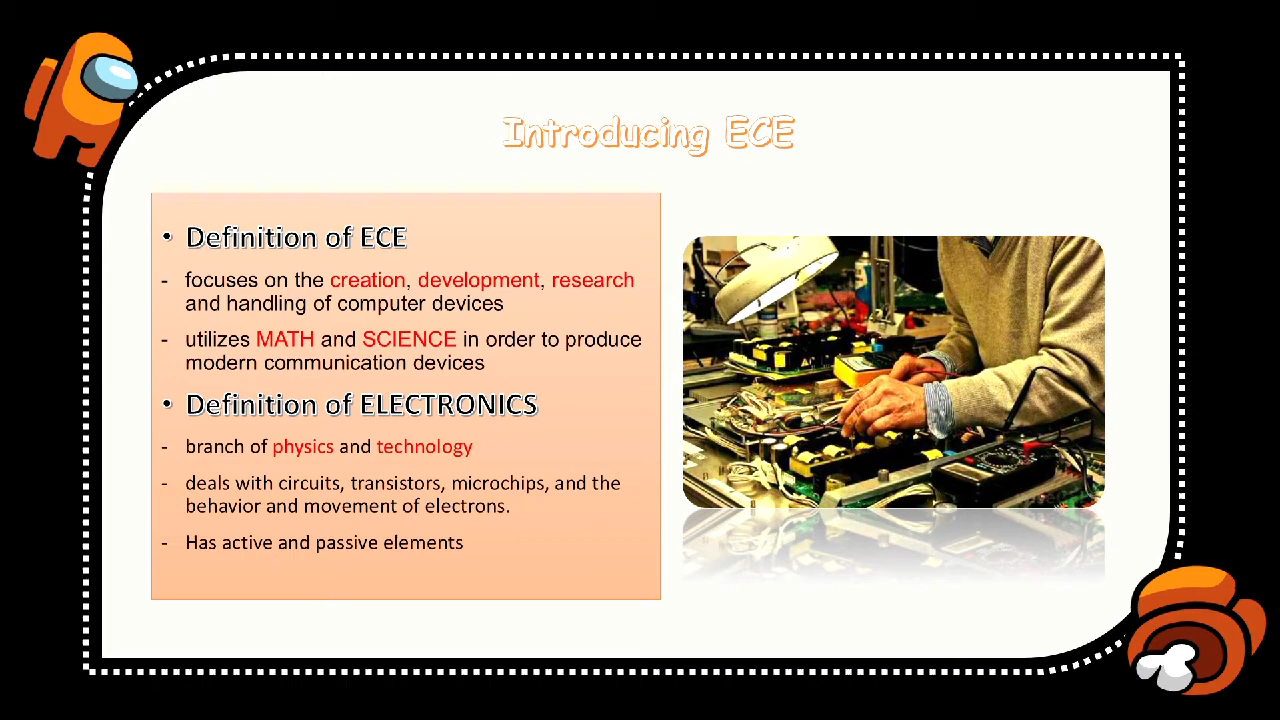 Introducing ECE
• Definition of ECE
- focuses on the creation, development, research
and handling of computer devices
- utilizes MATH and SCIENCE in order to produce
modern communication devices
• Definition of ELECTRONICS
- branch of physics and technology
- deals with circuits, transistors, microchips, and the
behavior and movement of electrons.
- Has active and passive elements